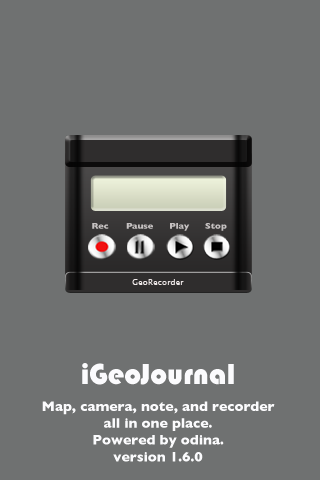 Rec Pause Play Stop
GeoRecorder
iGeoJournal
Map, camera, note, and recorder
all in one place.
Powered by odina.
version 1.6.0